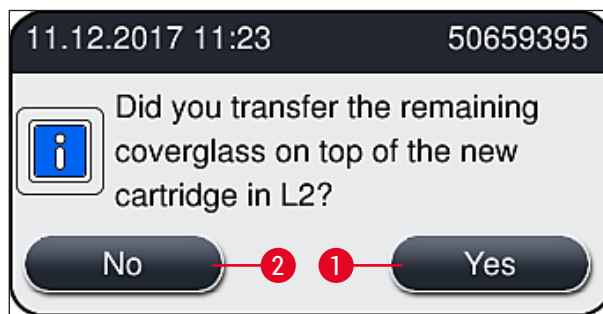 11.12.2017 11:23 50659395
Did you transfer the remaining
coverglass on top of the new
cartridge in L2?
No 2 1 Yes